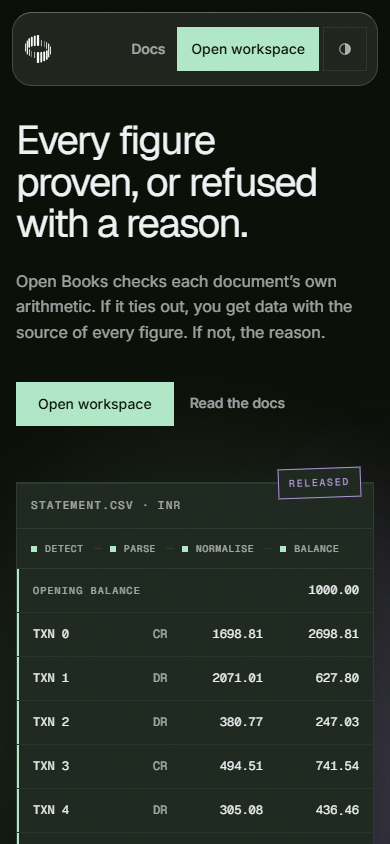 Docs
Open workspace
Every figure
proven, or refused
with a reason.
Open Books checks each document's own
arithmetic. If it ties out, you get data with the
source of every figure. If not, the reason.
Open workspace
Read the docs
RELEASED
STATEMENT.CSV · INR
DETECT — PARSE — NORMALISE — BALANCE
OPENING BALANCE 1000.00
TXN 0 CR 1698.81 2698.81
TXN 1 DR 2071.01 627.80
TXN 2 DR 380.77 247.03
TXN 3 CR 494.51 741.54
TXN 4 DR 305.08 436.46